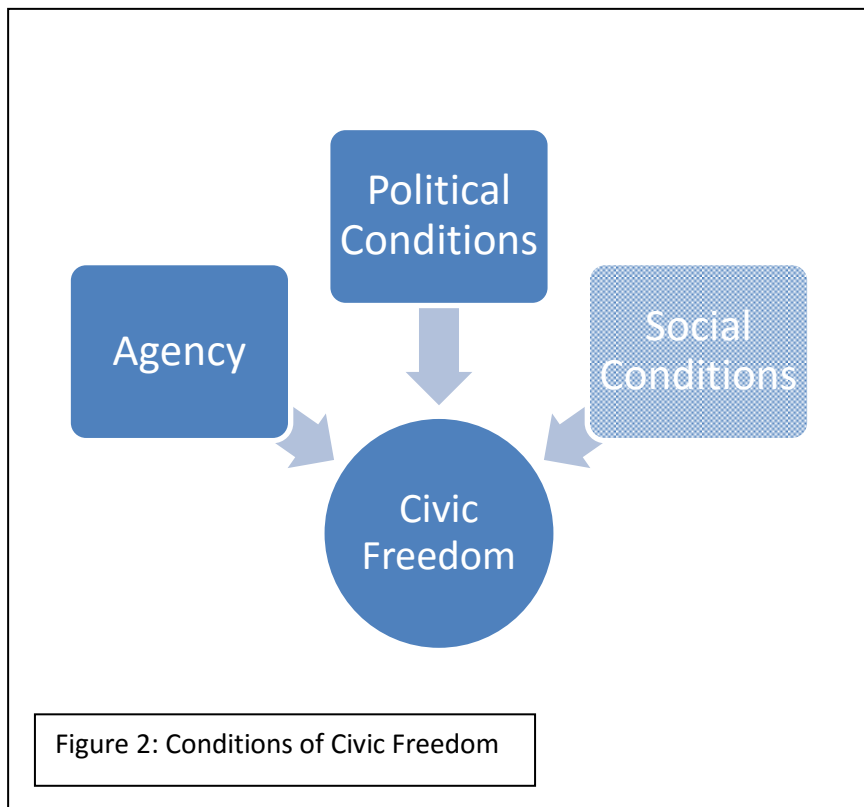 Political
Conditions
Agency
Social
Conditions
Civic
Freedom
Figure 2: Conditions of Civic Freedom